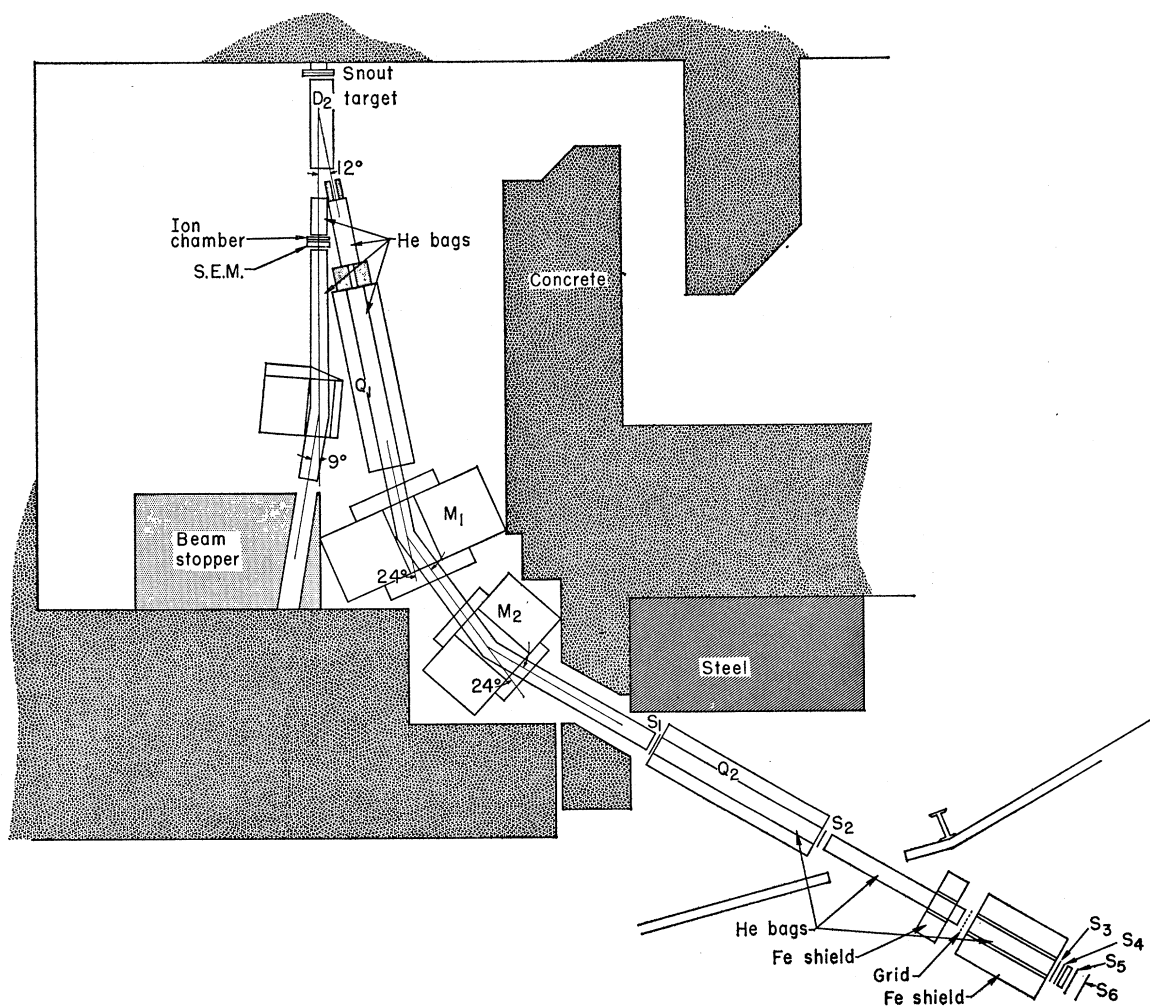 Snout
D2 target
12°
Ion
chamber
He bags
S.E.M.
Concrete
Q1
9°
M1
Beam
stopper
24°
M2
Steel
24°
S1
Q2
S2
He bags
S3
Fe shield
S4
Grid
S5
Fe shield
S6